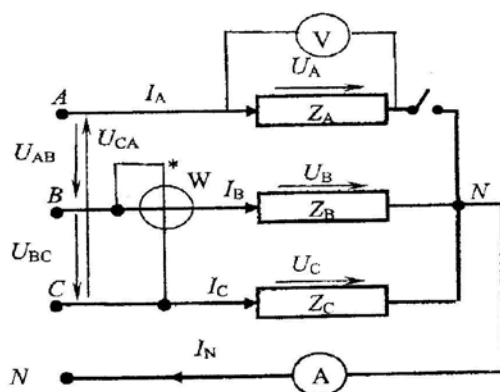 V
U_A
A I_A
Z_A
U_AB U_CA
* W
B I_B U_B N
Z_B
U_BC
C I_C U_C
Z_C
I_N
N A